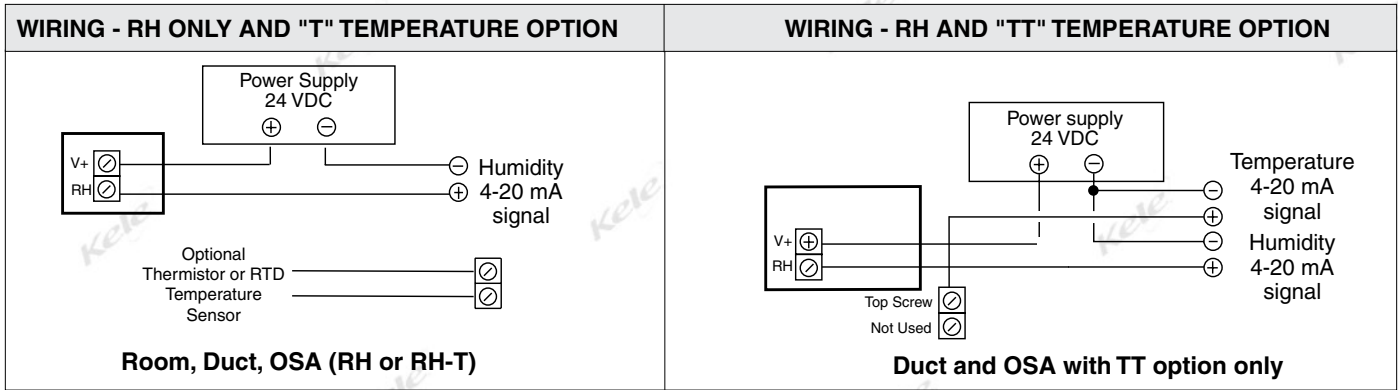 WIRING - RH ONLY AND "T" TEMPERATURE OPTION
Power Supply
24 VDC
V+
RH
Humidity
4-20 mA
signal
Optional
Thermistor or RTD
Temperature
Sensor
Room, Duct, OSA (RH or RH-T)
WIRING - RH AND "TT" TEMPERATURE OPTION
Power supply
24 VDC
Temperature
4-20 mA
signal
V+
RH
Humidity
4-20 mA
signal
Top Screw
Not Used
Duct and OSA with TT option only
Kele
Kele
Kele